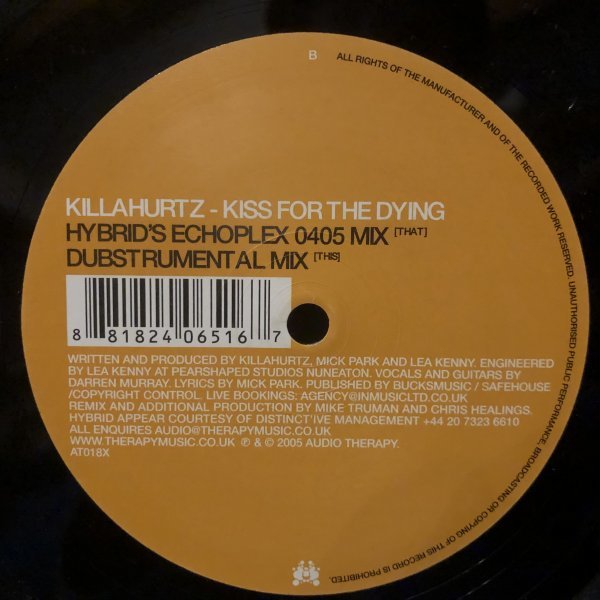 B
ALL RIGHTS OF THE MANUFACTURER AND OF THE RECORDED WORK RESERVED. UNAUTHORISED PUBLIC PERFORMANCE, BROADCASTING OR COPYING OF THIS RECORD IS PROHIBITED.
KILLAHURTZ - KISS FOR THE DYING
HYBRID'S ECHOPLEX 0405 MIX [THAT]
DUBSTRUMENTAL MIX [THIS]
8 81824 06516 7
WRITTEN AND PRODUCED BY KILLAHURTZ, MICK PARK AND LEA KENNY. ENGINEERED
BY LEA KENNY AT PEARSHAPED STUDIOS NUNEATON. VOCALS AND GUITARS BY
DARREN MURRAY. LYRICS BY MICK PARK. PUBLISHED BY BUCKSMUSIC / SAFEHOUSE
/COPYRIGHT CONTROL. LIVE BOOKINGS: AGENCY@INMUSICLTD.CO.UK
REMIX AND ADDITIONAL PRODUCTION BY MIKE TRUMAN AND CHRIS HEALINGS.
HYBRID APPEAR COURTESY OF DISTINCT'IVE MANAGEMENT +44 20 7323 6610
ALL ENQUIRES AUDIO@THERAPYMUSIC.CO.UK
WWW.THERAPYMUSIC.CO.UK ℗ & © 2005 AUDIO THERAPY.
AT018X